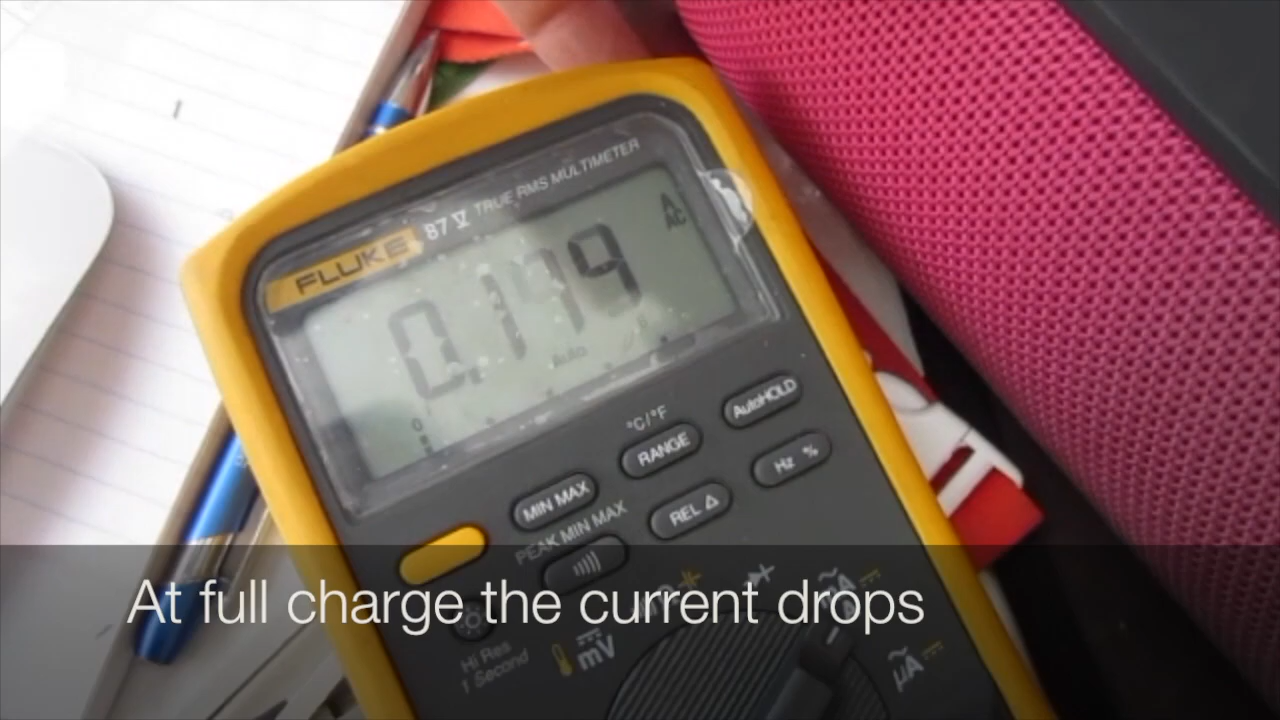 FLUKE 87 V TRUE RMS MULTIMETER
A
AC
0.179
Auto
0
°C/°F
AutoHOLD
RANGE
Hz %
MIN MAX
REL Δ
PEAK MIN MAX
At full charge the current drops
Hi Res
1 Second
mV
µA